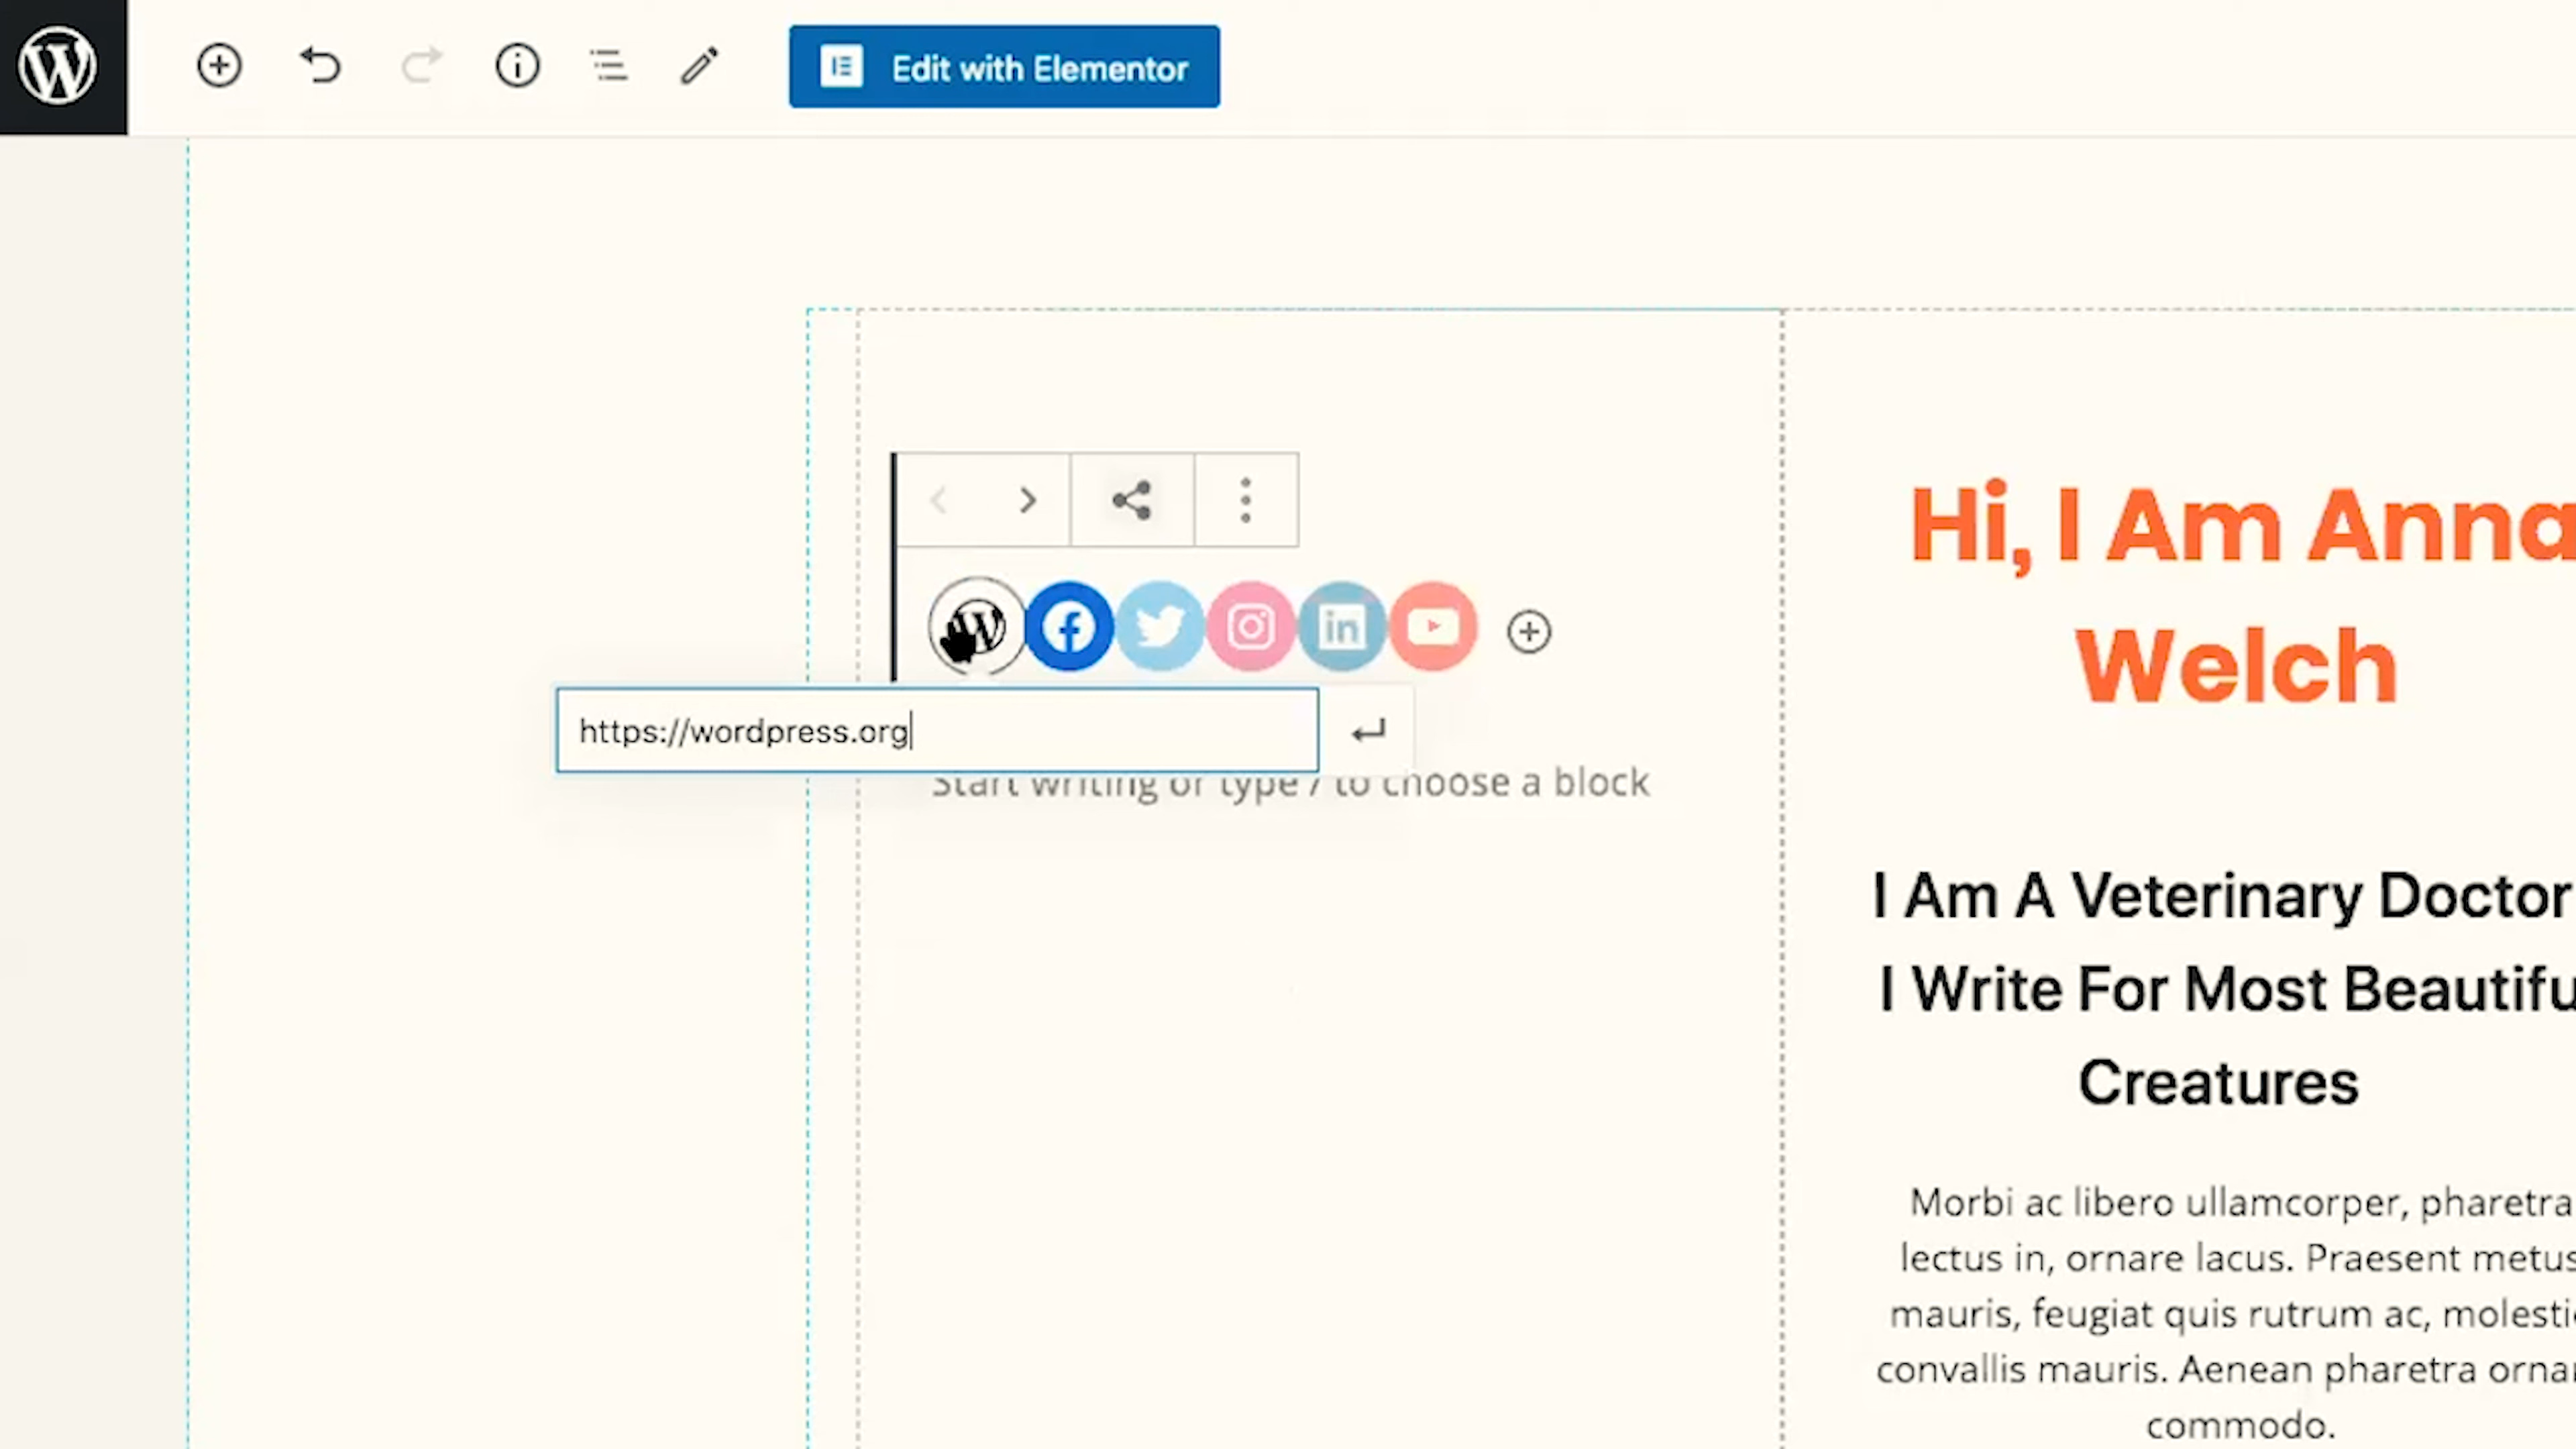 Edit with Elementor
https://wordpress.org
Start writing or type / to choose a block
Hi, I Am Anna
Welch
I Am A Veterinary Doctor
I Write For Most Beautifu
Creatures
Morbi ac libero ullamcorper, pharetra
lectus in, ornare lacus. Praesent metus
mauris, feugiat quis rutrum ac, molesti
convallis mauris. Aenean pharetra orna
commodo.